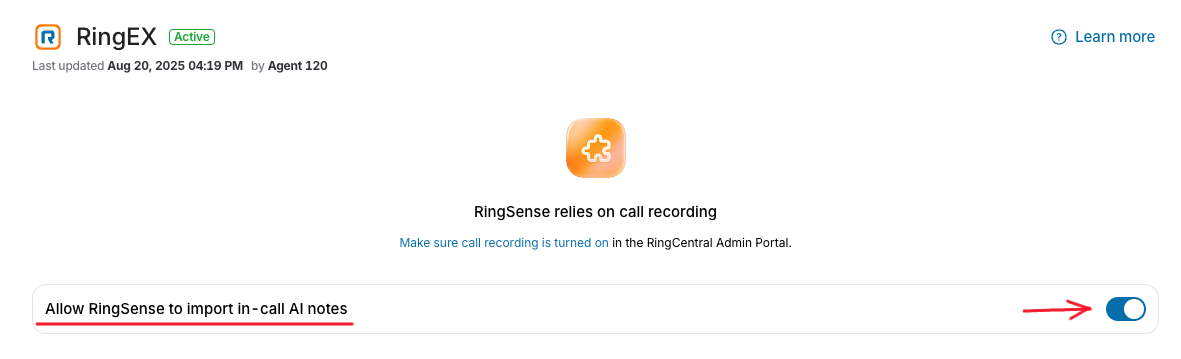 RingEX Active
Learn more
Last updated Aug 20, 2025 04:19 PM by Agent 120
RingSense relies on call recording
Make sure call recording is turned on in the RingCentral Admin Portal.
Allow RingSense to import in-call AI notes